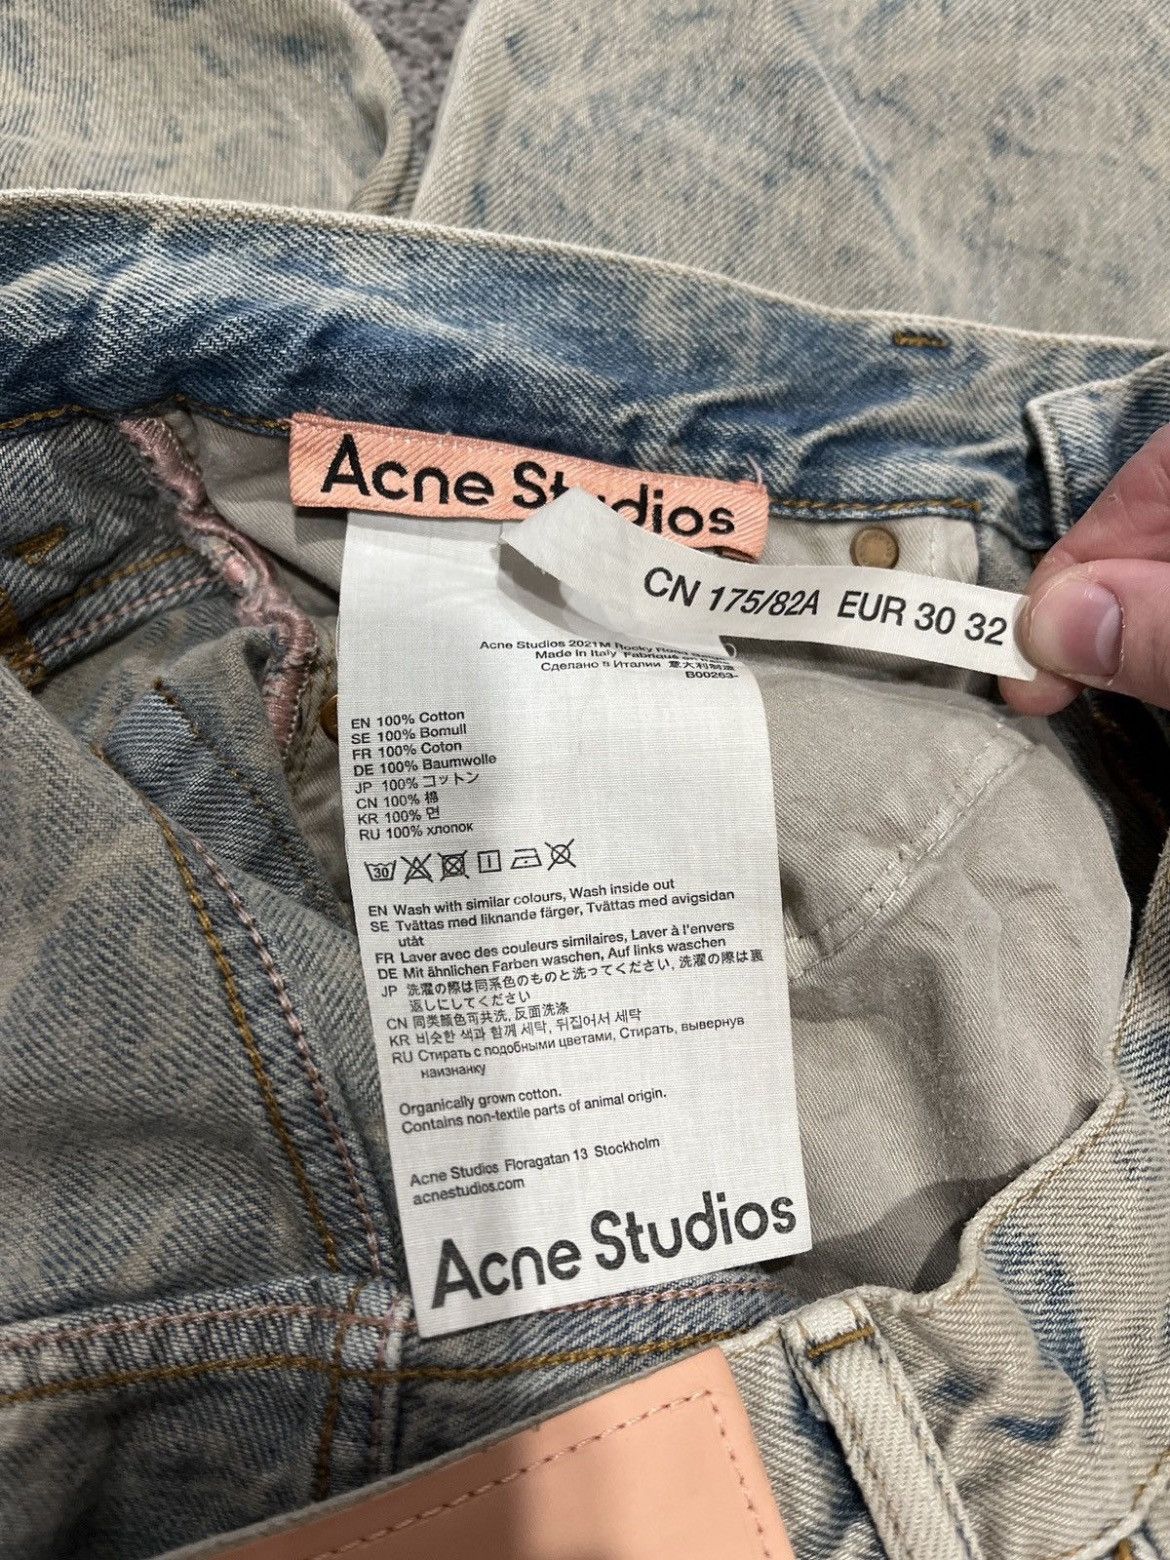 Acne Studios
CN 175/82A EUR 30 32
Acne Studios 2021M Rocky
Made in Italy
Сделано в Италии 意大利制造
B00263-
EN 100% Cotton
SE 100% Bomull
FR 100% Coton
DE 100% Baumwolle
JP 100% コットン
CN 100% 棉
KR 100% 면
RU 100% хлопок
30
EN Wash with similar colours, Wash inside out
SE Tvättas med liknande färger, Tvättas med avigsidan
utåt
FR Laver avec des couleurs similaires, Laver à l'envers
DE Mit ähnlichen Farben waschen, Auf links waschen
JP 洗濯の際は同系色のものと洗ってください, 洗濯の際は裏
返しにしてください
CN 同类颜色可共洗, 反面洗涤
KR 비슷한 색과 함께 세탁, 뒤집어서 세탁
RU Стирать с подобными цветами, Стирать, вывернув
наизнанку
Organically grown cotton.
Contains non-textile parts of animal origin.
Acne Studios Floragatan 13 Stockholm
acnestudios.com
Acne Studios